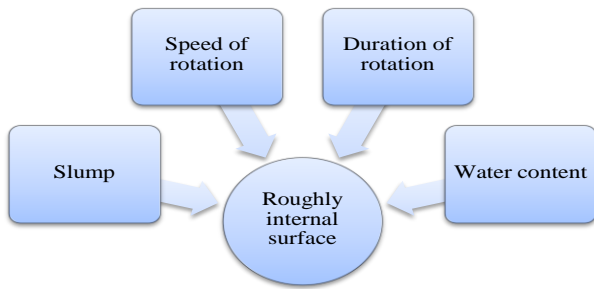 Speed of
rotation
Duration of
rotation
Slump
Water content
Roughly
internal
surface